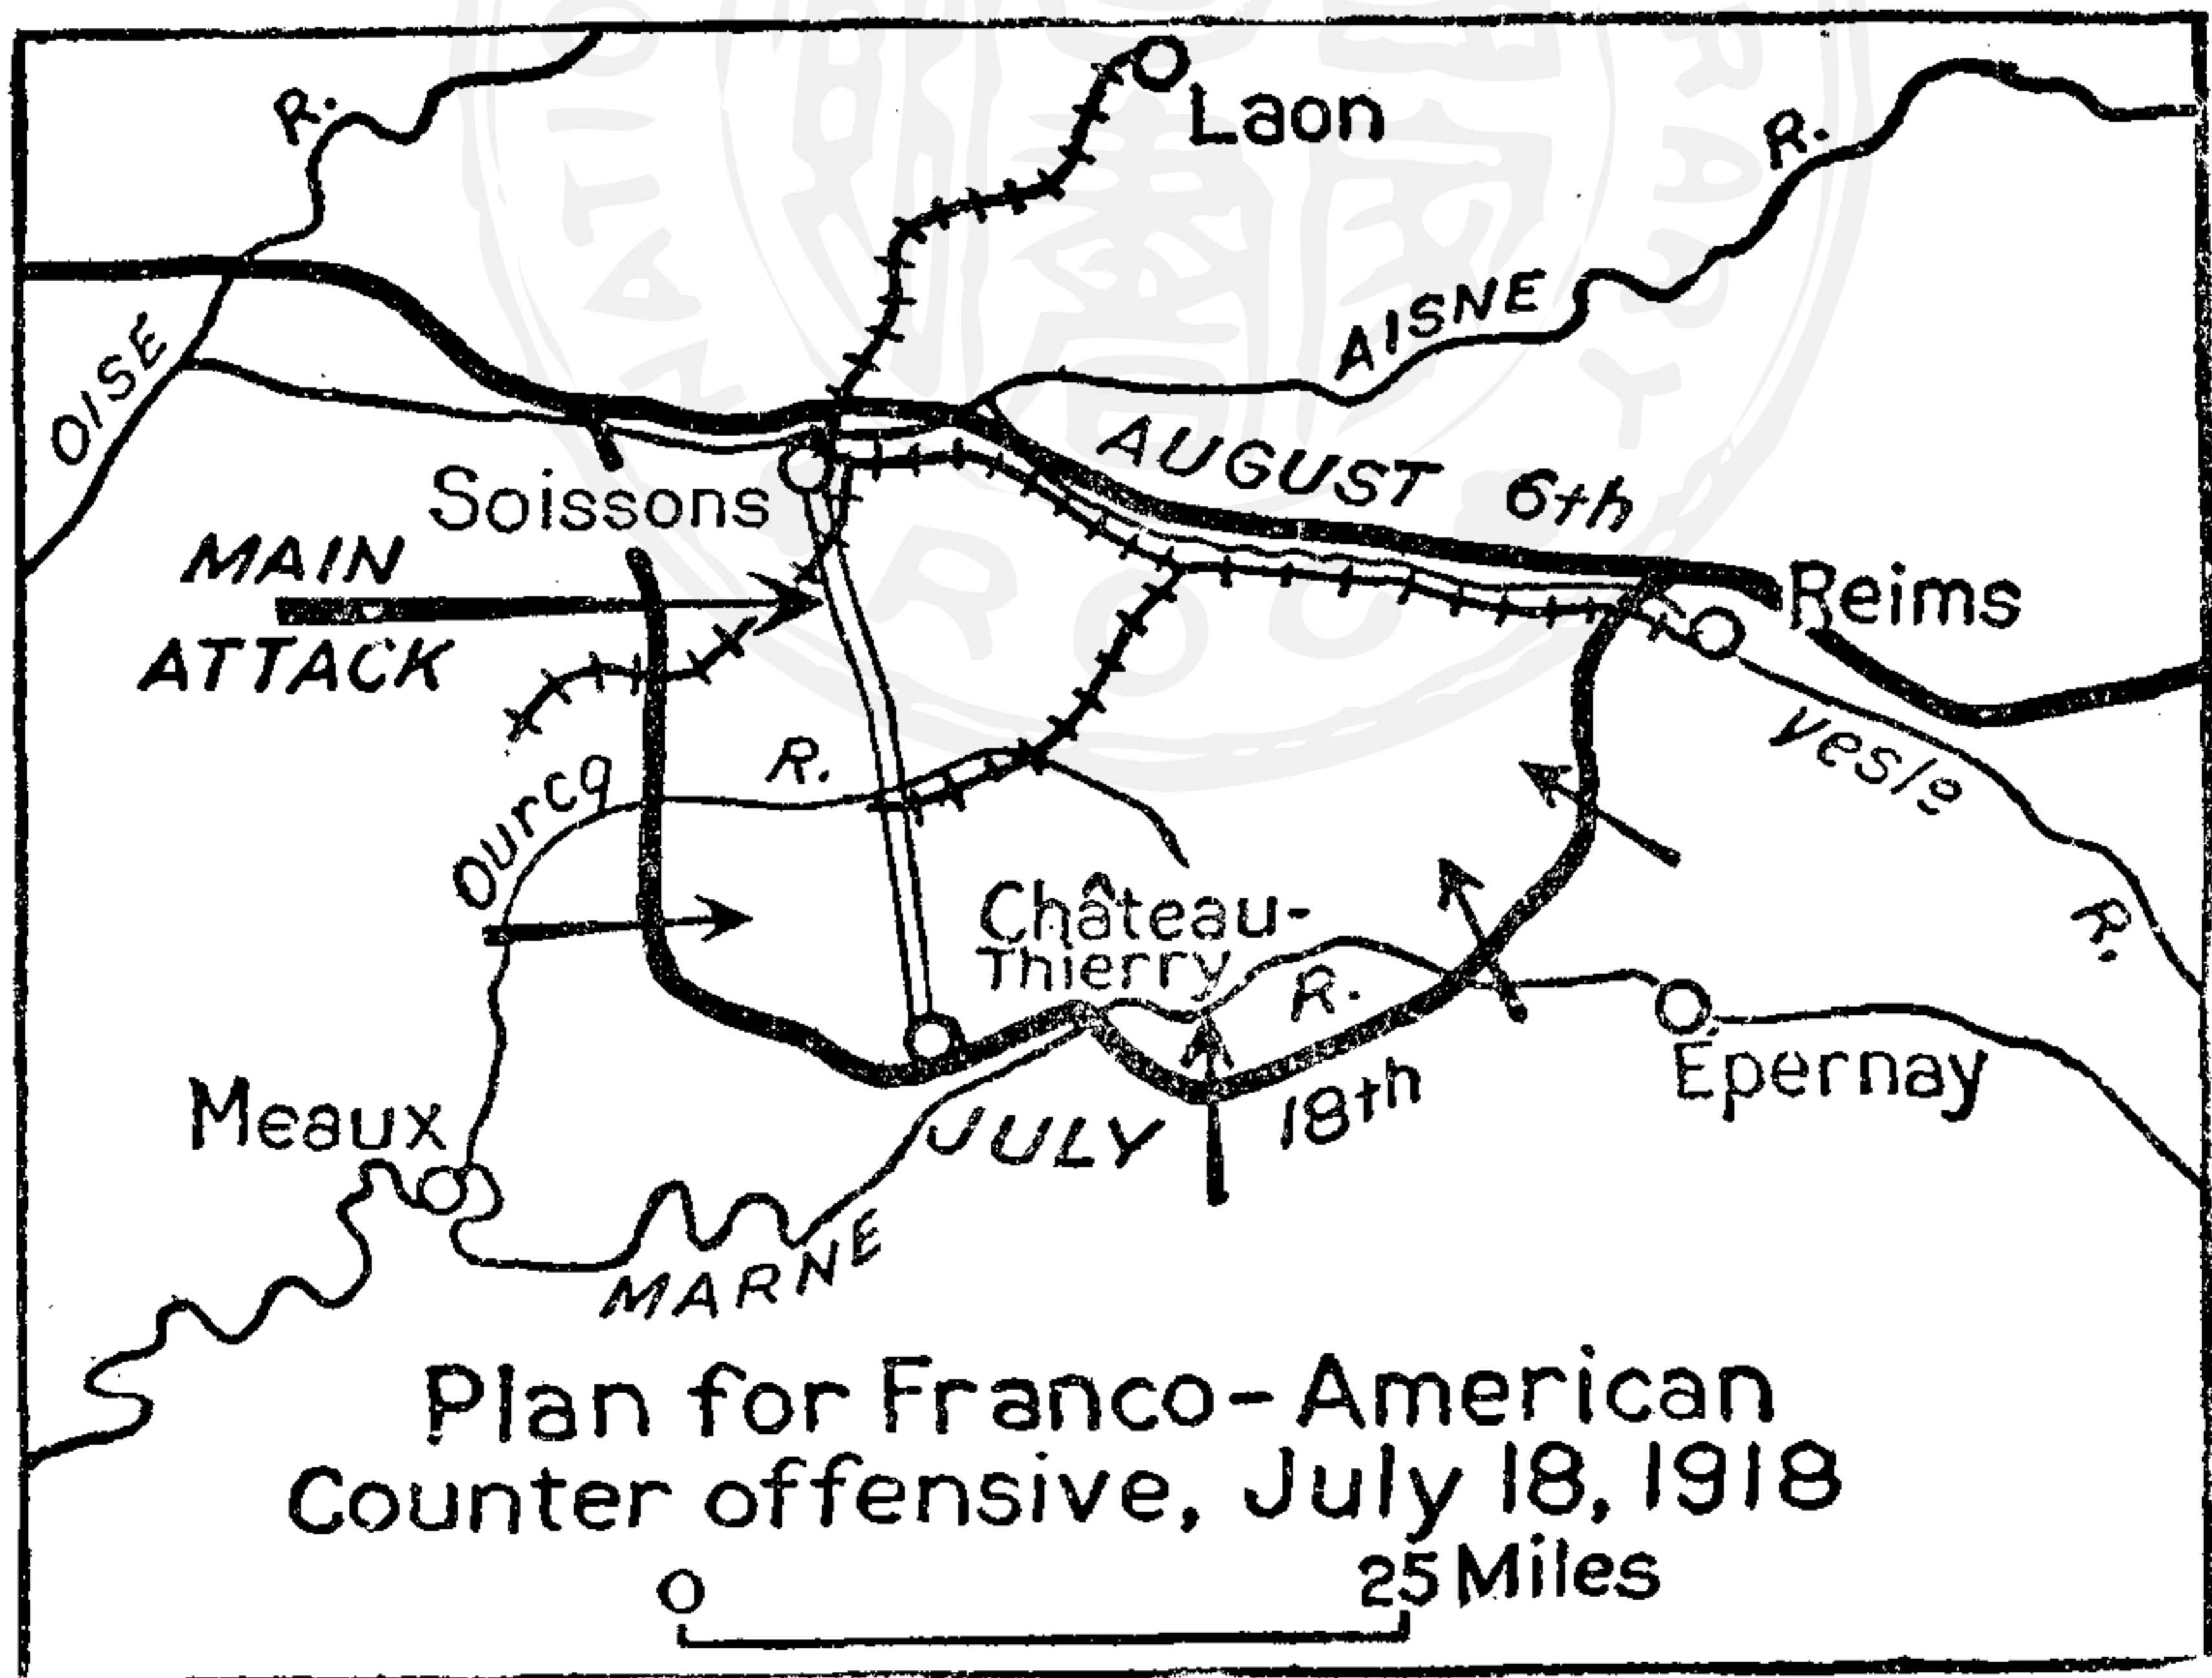 R.
Laon
R.
OISE
AISNE
Soissons
AUGUST 6th
MAIN
ATTACK
Reims
Ourcq R.
Vesle R.
Château-
Thierry
R.
Épernay
Meaux
JULY 18th
MARNE
Plan for Franco-American
Counter offensive, July 18, 1918
0 25 Miles
R O C